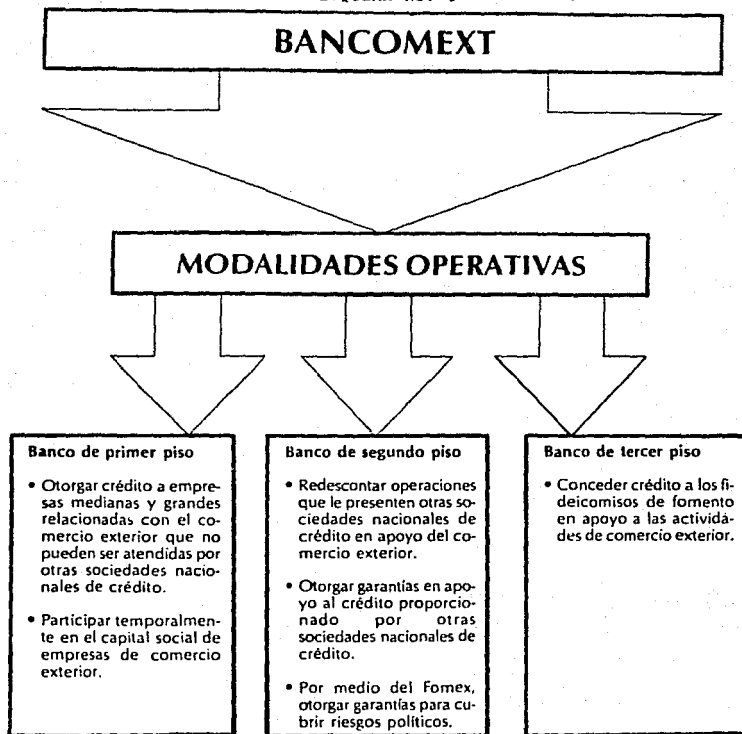 BANCOMEXT
MODALIDADES OPERATIVAS
Banco de primer piso
• Otorgar crédito a empre-
sas medianas y grandes
relacionadas con el co-
mercio exterior que no
pueden ser atendidas por
otras sociedades nacio-
nales de crédito.
• Participar temporalmen-
te en el capital social de
empresas de comercio
exterior.
Banco de segundo piso
• Redescontar operaciones
que le presenten otras so-
ciedades nacionales de
crédito en apoyo del co-
mercio exterior.
• Otorgar garantías en apo-
yo al crédito proporcio-
nado por otras
sociedades nacionales de
crédito.
• Por medio del Fomex,
otorgar garantías para cu-
brir riesgos políticos.
Banco de tercer piso
• Conceder crédito a los fi-
deicomisos de fomento
en apoyo a las activida-
des de comercio exterior.